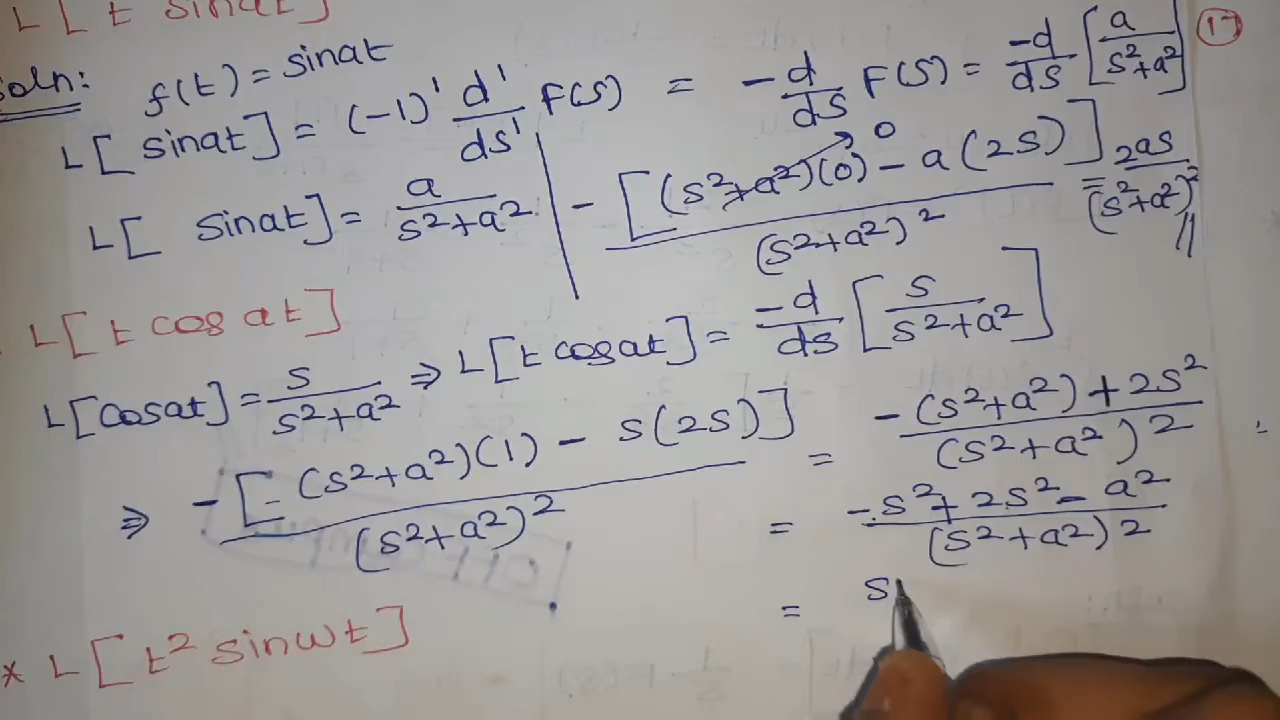 L[t sinat]
Soln: f(t) = sinat
L[ sinat] = (-1)¹ d¹/ds¹ F(s) = -d/ds F(s) = -d/ds [a/s²+a²] (17)
L[ sinat] = a/s²+a² | -[(s²+a²)(0) - a(2s)]/(s²+a²)² = 2as/(s²+a²)²
0
L[t cos at]
L[cosat] = s/s²+a² ⇒ L[t cosat] = -d/ds [s/s²+a²]
⇒ -[-(s²+a²)(1) - s(2s)]/(s²+a²)² = -(s²+a²)+2s²/(s²+a²)²
= -s²+2s²-a²/(s²+a²)²
= s
* L[t² sinωt]